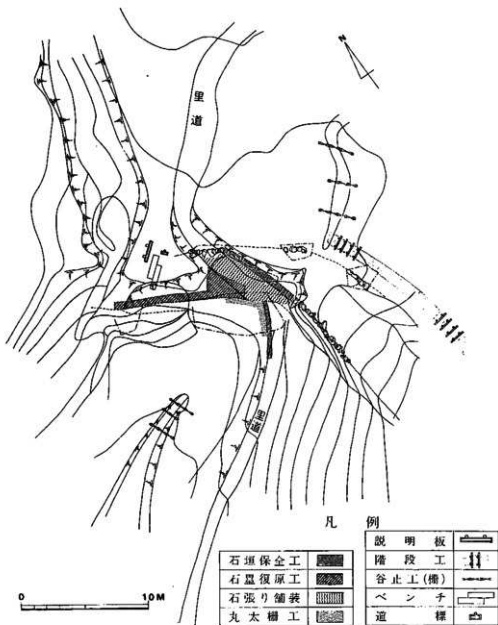 N
里道
里道
凡例
説明板
石垣保全工
階段工
石塁復原工
谷止工(柵)
石張り舗装
ベンチ
丸太柵工
道標
0 10M